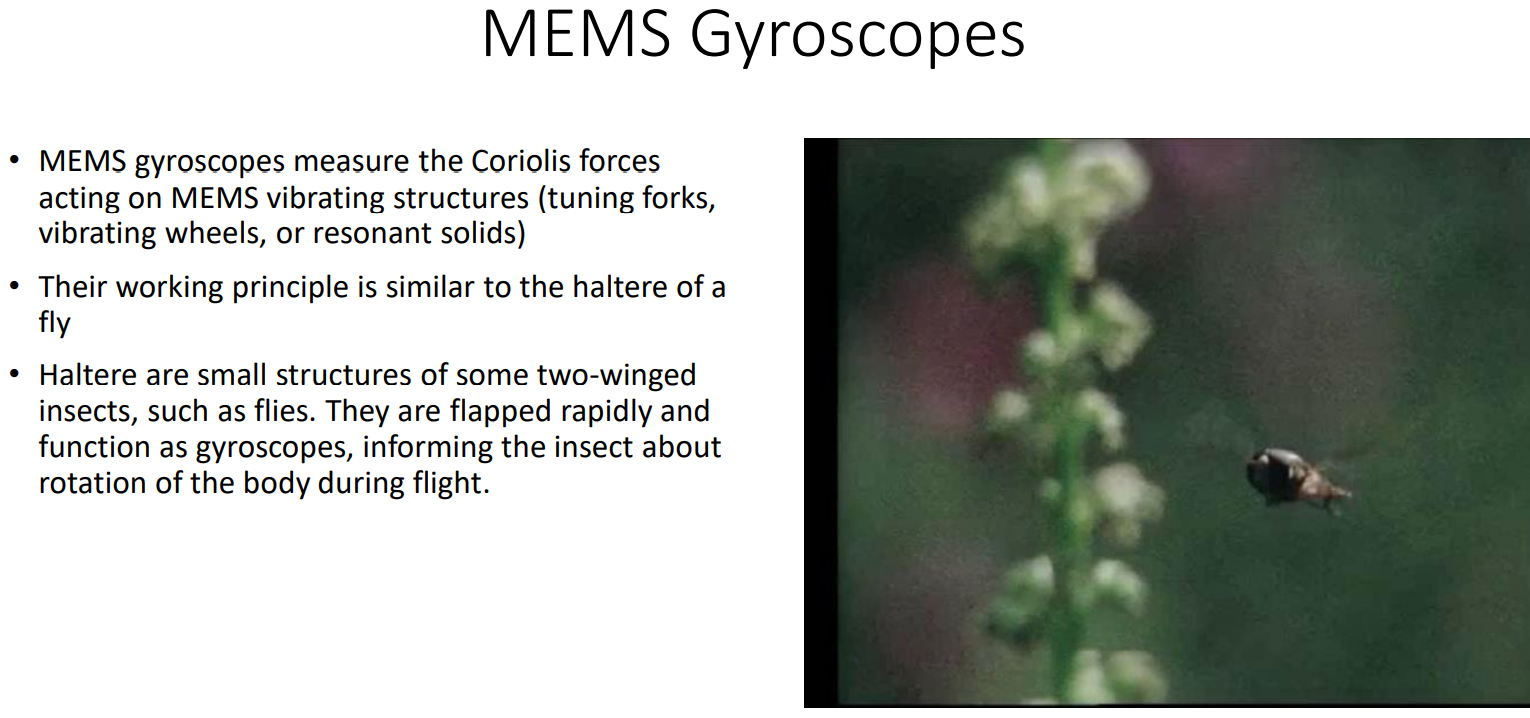 MEMS Gyroscopes
• MEMS gyroscopes measure the Coriolis forces
acting on MEMS vibrating structures (tuning forks,
vibrating wheels, or resonant solids)
• Their working principle is similar to the haltere of a
fly
• Haltere are small structures of some two-winged
insects, such as flies. They are flapped rapidly and
function as gyroscopes, informing the insect about
rotation of the body during flight.